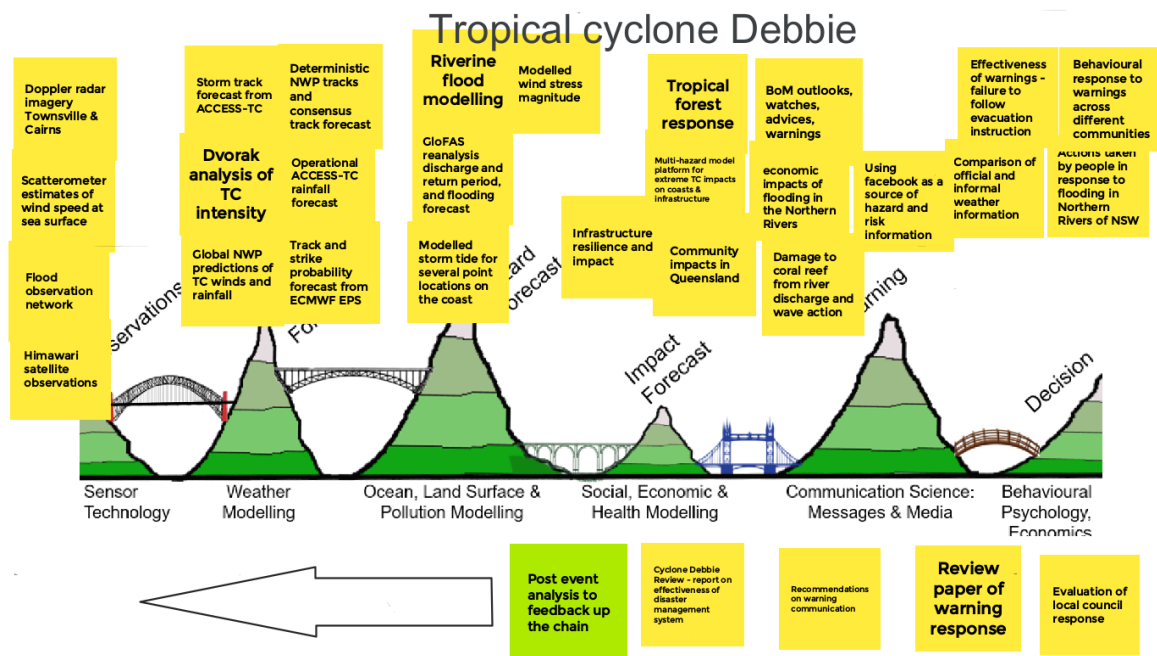 Tropical cyclone Debbie
Doppler radar
imagery
Townsville &
Cairns
Scatterometer
estimates of
wind speed at
sea surface
Flood
observation
network
Himawari
satellite
observations
Storm track
forecast from
ACCESS-TC
Deterministic
NWP tracks
and
consensus
track forecast
Dvorak
analysis of
TC
intensity
Operational
ACCESS-TC
rainfall
forecast
Global NWP
predictions of
TC winds and
rainfall
Track and
strike
probability
forecast from
ECMWF EPS
Riverine
flood
modelling
Modelled
wind stress
magnitude
GloFAS
reanalysis
discharge and
return period,
and flooding
forecast
Modelled
storm tide for
several point
locations on
the coast
Tropical
forest
response
BoM outlooks,
watches,
advices,
warnings
Multi-hazard model
platform for
extreme TC impacts
on coasts &
infrastructure
economic
impacts of
flooding in
the Northern
Rivers
Infrastructure
resilience and
impact
Community
impacts in
Queensland
Damage to
coral reef
from river
discharge and
wave action
Using
facebook as a
source of
hazard and
risk
information
Effectiveness
of warnings -
failure to
follow
evacuation
instruction
Behavioural
response to
warnings
across
different
communities
Comparison of
official and
informal
weather
information
Actions taken
by people in
response to
flooding in
Northern
Rivers of NSW
servations
Fo
zard
orecast
Impact
Forecast
rning
Decision
Sensor
Technology
Weather
Modelling
Ocean, Land Surface &
Pollution Modelling
Social, Economic &
Health Modelling
Communication Science:
Messages & Media
Behavioural
Psychology,
Economics
Post event
analysis to
feedback up
the chain
Cyclone Debbie
Review - report on
effectiveness of
disaster
management
system
Recommendations
on warning
communication
Review
paper of
warning
response
Evaluation of
local council
response